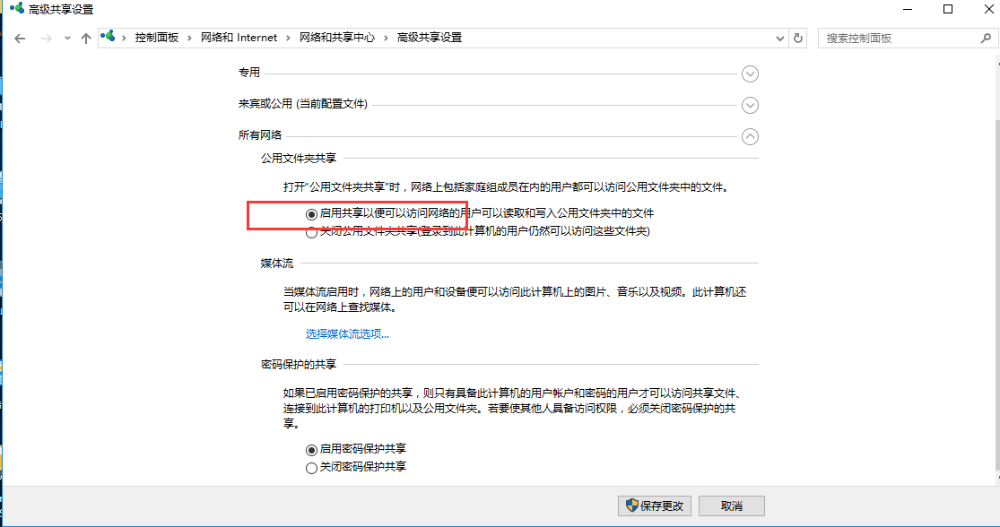 高级共享设置
控制面板 › 网络和 Internet › 网络和共享中心 › 高级共享设置
搜索控制面板
专用
来宾或公用 (当前配置文件)
所有网络
公用文件夹共享
打开“公用文件夹共享”时，网络上包括家庭组成员在内的用户都可以访问公用文件夹中的文件。
启用共享以便可以访问网络的用户可以读取和写入公用文件夹中的文件
关闭公用文件夹共享(登录到此计算机的用户仍然可以访问这些文件夹)
媒体流
当媒体流启用时，网络上的用户和设备便可以访问此计算机上的图片、音乐以及视频。此计算机还
可以在网络上查找媒体。
选择媒体流选项...
密码保护的共享
如果已启用密码保护的共享，则只有具备此计算机的用户帐户和密码的用户才可以访问共享文件、
连接到此计算机的打印机以及公用文件夹。若要使其他人具备访问权限，必须关闭密码保护的共
享。
启用密码保护共享
关闭密码保护共享
保存更改
取消